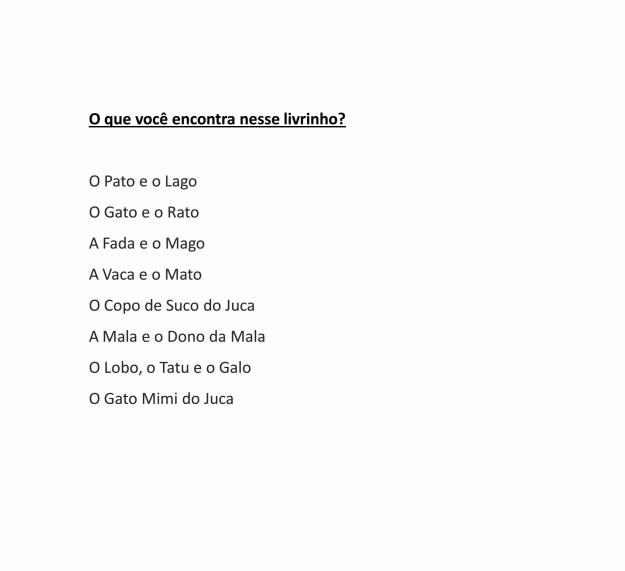 O que você encontra nesse livrinho?
O Pato e o Lago
O Gato e o Rato
A Fada e o Mago
A Vaca e o Mato
O Copo de Suco do Juca
A Mala e o Dono da Mala
O Lobo, o Tatu e o Galo
O Gato Mimi do Juca